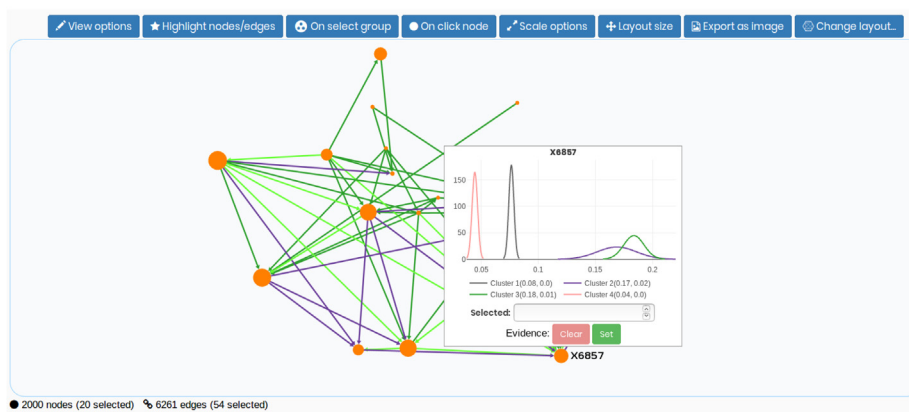 View options Highlight nodes/edges On select group On click node Scale options Layout size Export as image Change layout...
X6857
150
100
50
0
0.05 0.1 0.15 0.2
Cluster 1(0.08, 0.0) Cluster 2(0.17, 0.02)
Cluster 3(0.18, 0.01) Cluster 4(0.04, 0.0)
Selected:
Evidence: Clear Set
X6857
2000 nodes (20 selected) 6261 edges (54 selected)